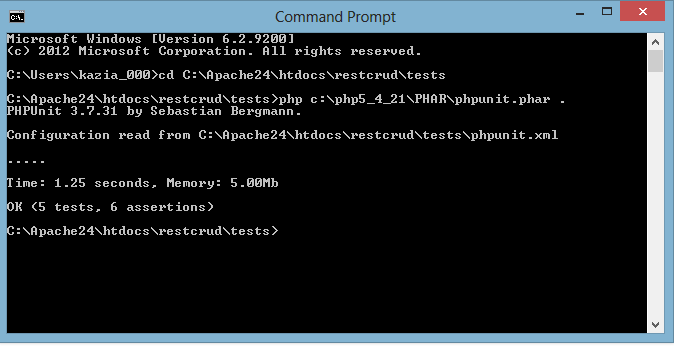 Command Prompt
Microsoft Windows [Version 6.2.9200]
(c) 2012 Microsoft Corporation. All rights reserved.
C:\Users\kazia_000>cd C:\Apache24\htdocs\restcrud\tests
C:\Apache24\htdocs\restcrud\tests>php c:\php5_4_21\PHAR\phpunit.phar .
PHPUnit 3.7.31 by Sebastian Bergmann.
Configuration read from C:\Apache24\htdocs\restcrud\tests\phpunit.xml
.....
Time: 1.25 seconds, Memory: 5.00Mb
OK (5 tests, 6 assertions)
C:\Apache24\htdocs\restcrud\tests>